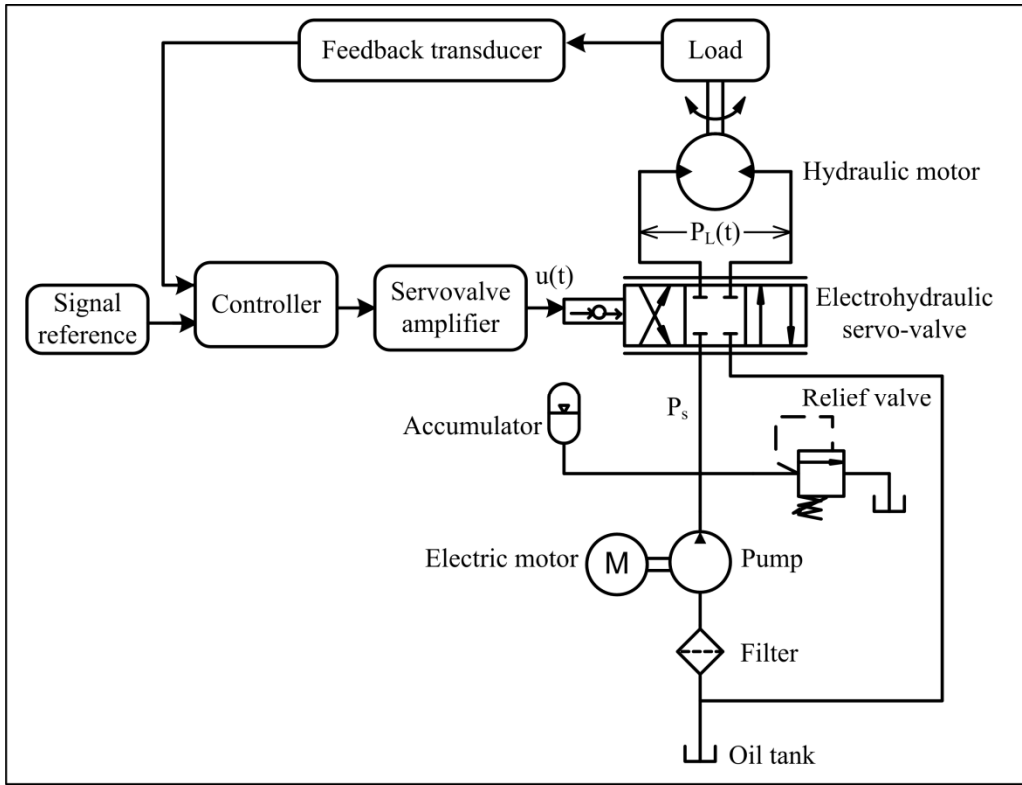 Feedback transducer
Load
Hydraulic motor
P_L(t)
u(t)
Signal
reference
Controller
Servovalve
amplifier
Electrohydraulic
servo-valve
Relief valve
P_s
Accumulator
Electric motor
M
Pump
Filter
Oil tank